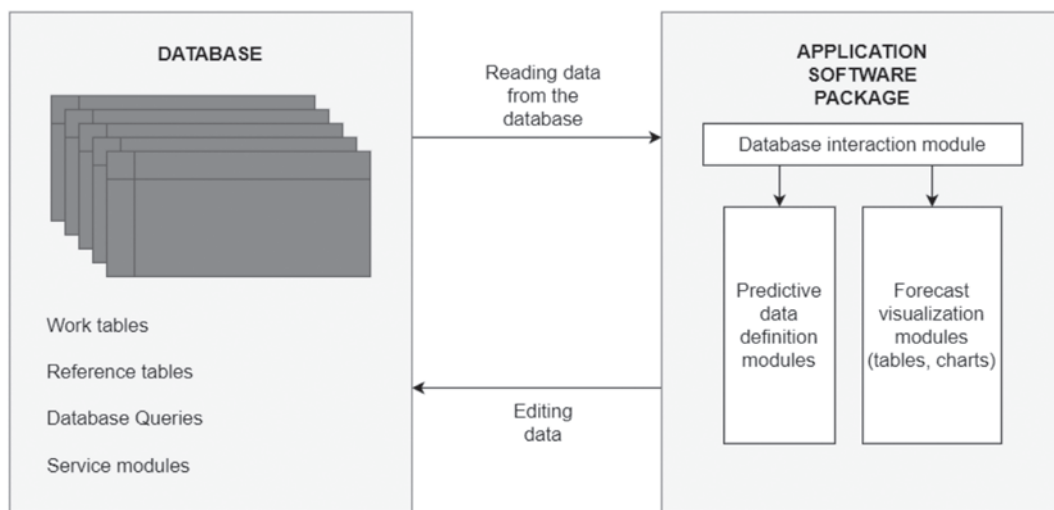 DATABASE
Work tables
Reference tables
Database Queries
Service modules
Reading data
from the
database
Editing
data
APPLICATION
SOFTWARE
PACKAGE
Database interaction module
Predictive
data
definition
modules
Forecast
visualization
modules
(tables, charts)